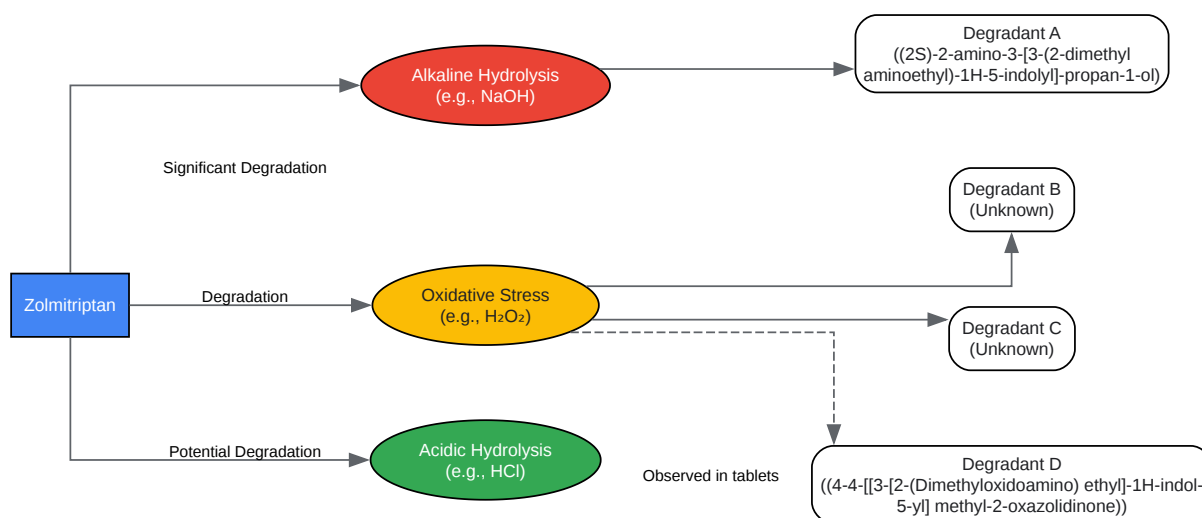 Degradant A
((2S)-2-amino-3-[3-(2-dimethyl
aminoethyl)-1H-5-indolyl]-propan-1-ol)
Alkaline Hydrolysis
(e.g., NaOH)
Significant Degradation
Degradant B
(Unknown)
Zolmitriptan
Degradation
Oxidative Stress
(e.g., H₂O₂)
Degradant C
(Unknown)
Potential Degradation
Acidic Hydrolysis
(e.g., HCl)
Observed in tablets
Degradant D
((4-4-[[3-[2-(Dimethyloxidoamino) ethyl]-1H-indol-
5-yl] methyl-2-oxazolidinone))